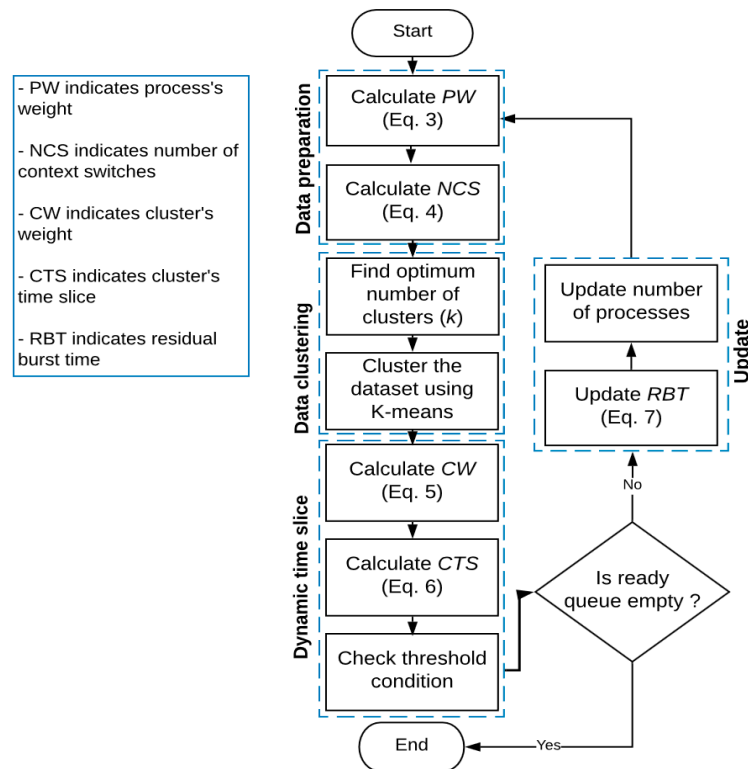 Start
- PW indicates process's
weight
- NCS indicates number of
context switches
- CW indicates cluster's
weight
- CTS indicates cluster's
time slice
- RBT indicates residual
burst time
Data preparation
Calculate PW
(Eq. 3)
Calculate NCS
(Eq. 4)
Data clustering
Find optimum
number of
clusters (k)
Cluster the
dataset using
K-means
Dynamic time slice
Calculate CW
(Eq. 5)
Calculate CTS
(Eq. 6)
Check threshold
condition
Is ready
queue empty ?
No
Update RBT
(Eq. 7)
Update number
of processes
Update
Yes
End